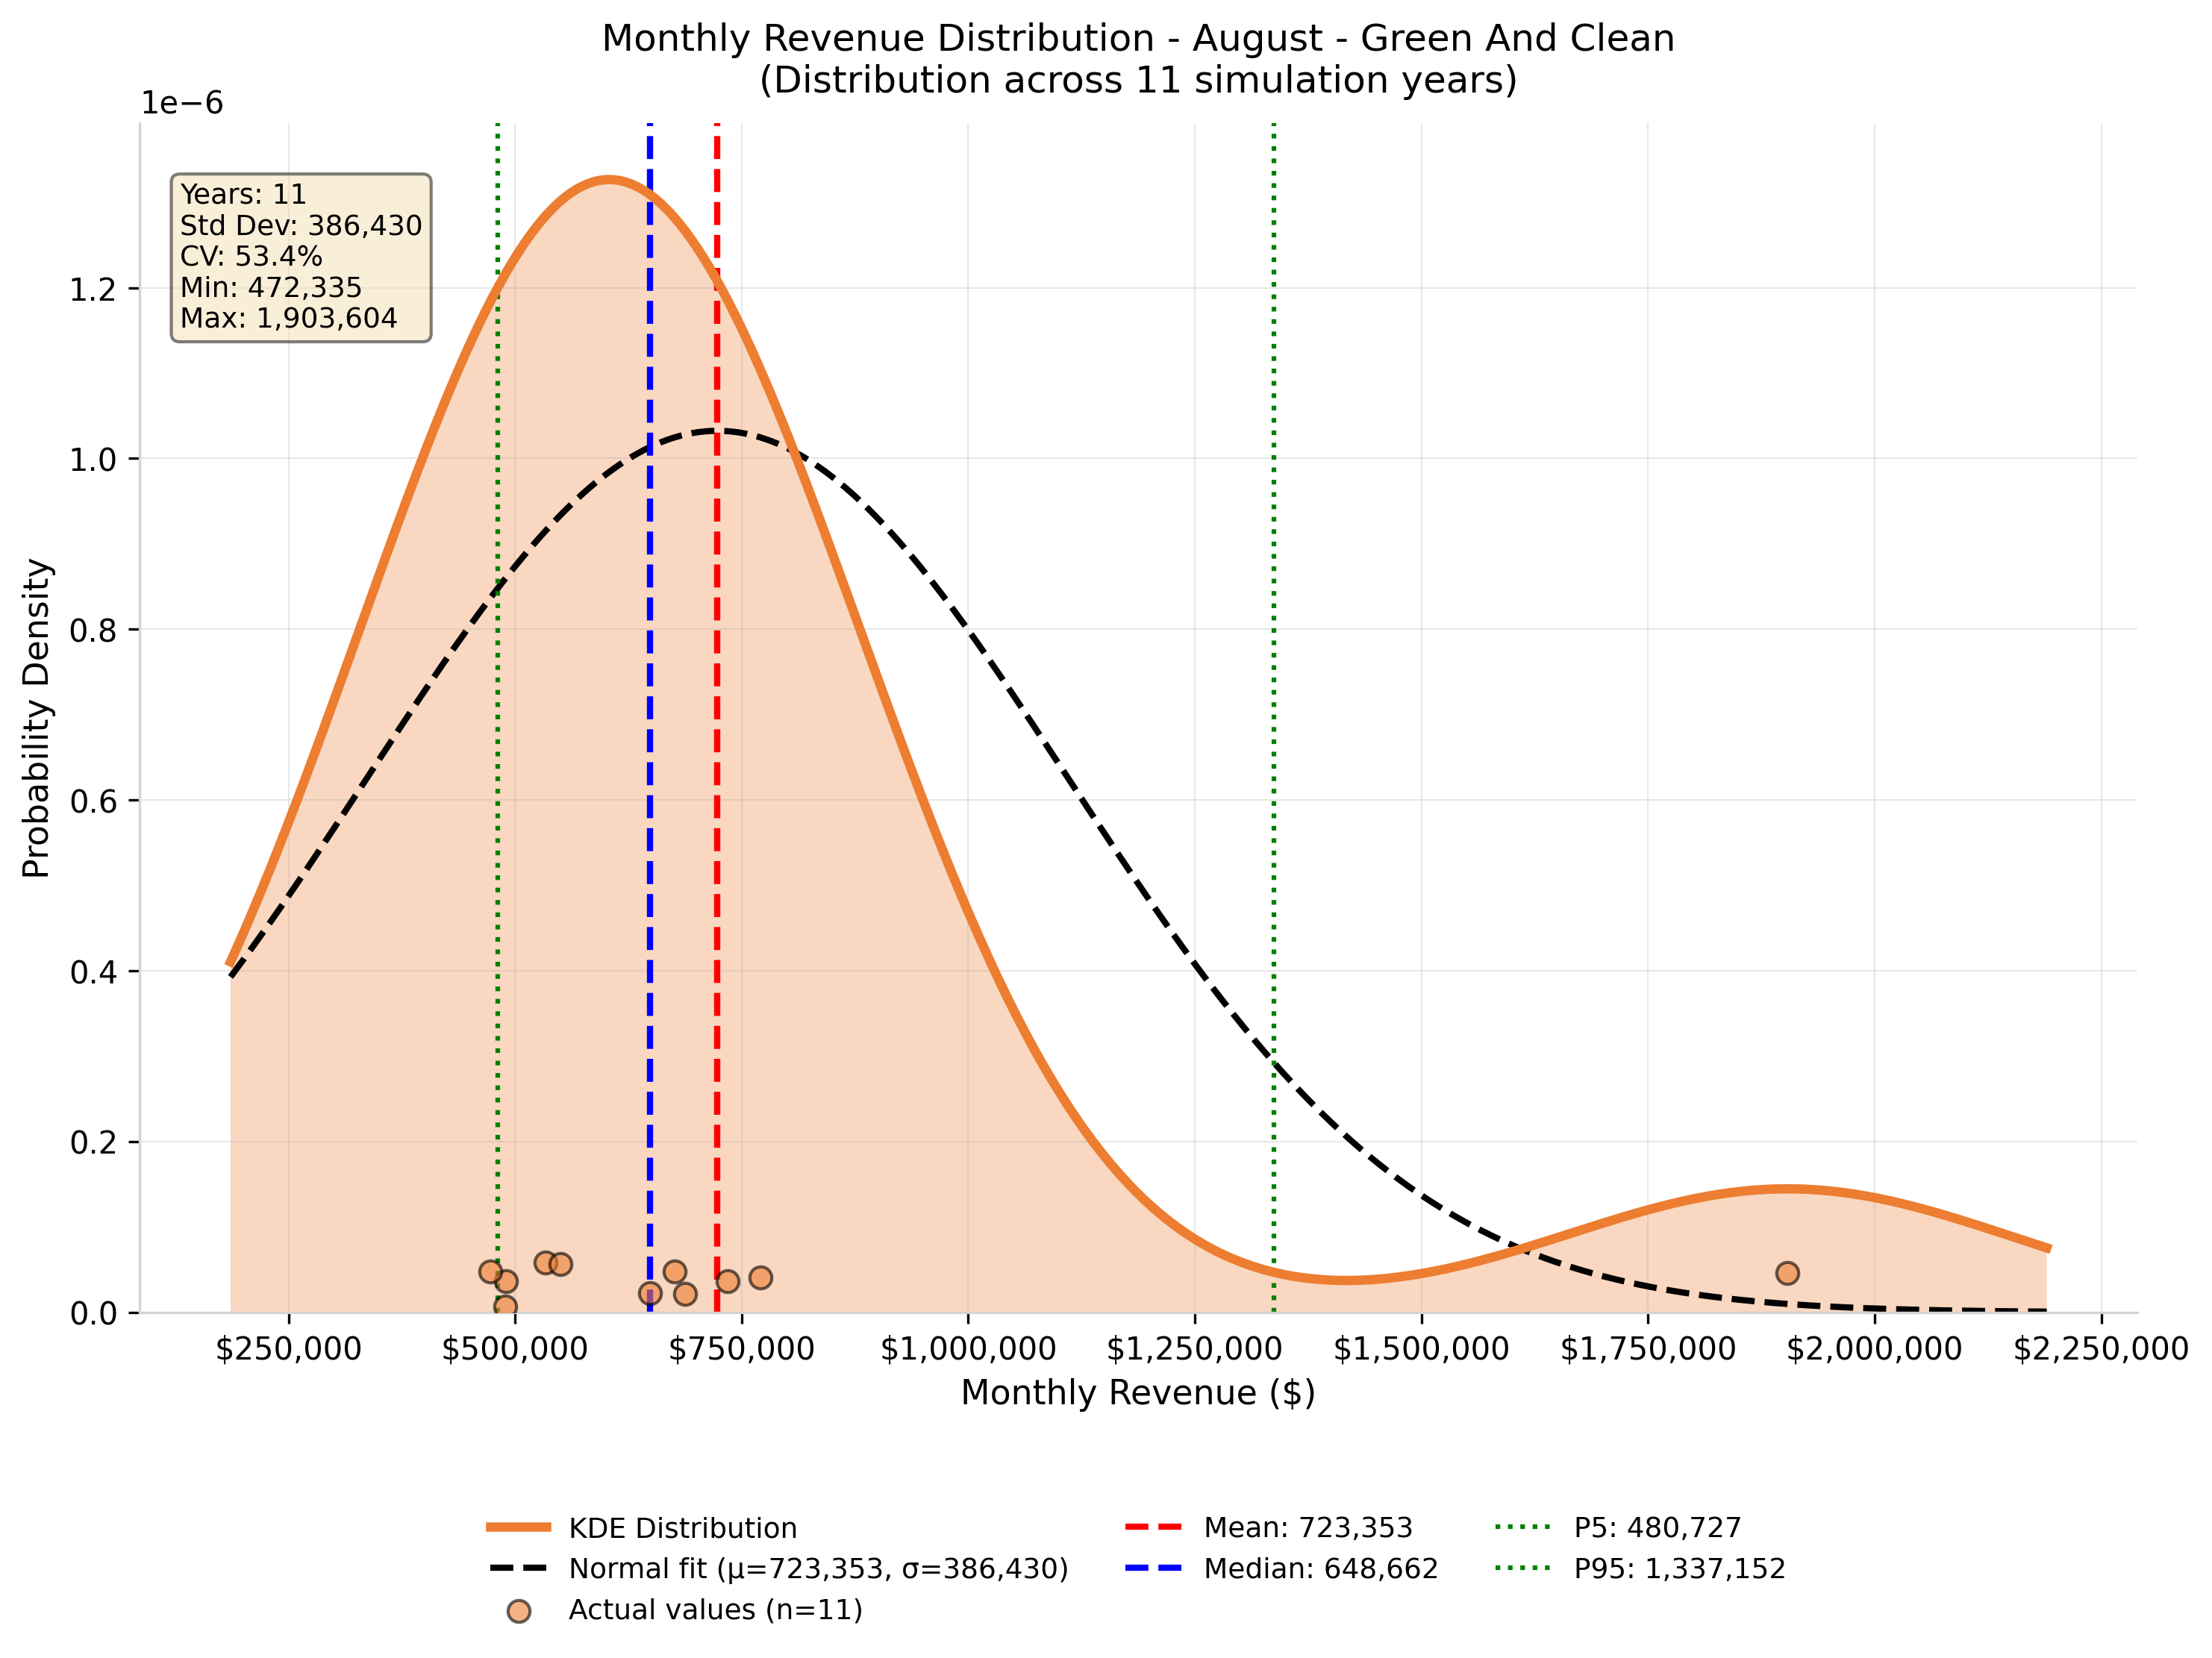 Monthly Revenue Distribution - August - Green And Clean
(Distribution across 11 simulation years)
1e−6
Years: 11
Std Dev: 386,430
CV: 53.4%
Min: 472,335
Max: 1,903,604
1.2
1.0
0.8
0.6
0.4
0.2
0.0
Probability Density
$250,000
$500,000
$750,000
$1,000,000
$1,250,000
$1,500,000
$1,750,000
$2,000,000
$2,250,000
Monthly Revenue ($)
KDE Distribution
Normal fit (μ=723,353, σ=386,430)
Actual values (n=11)
Mean: 723,353
Median: 648,662
P5: 480,727
P95: 1,337,152